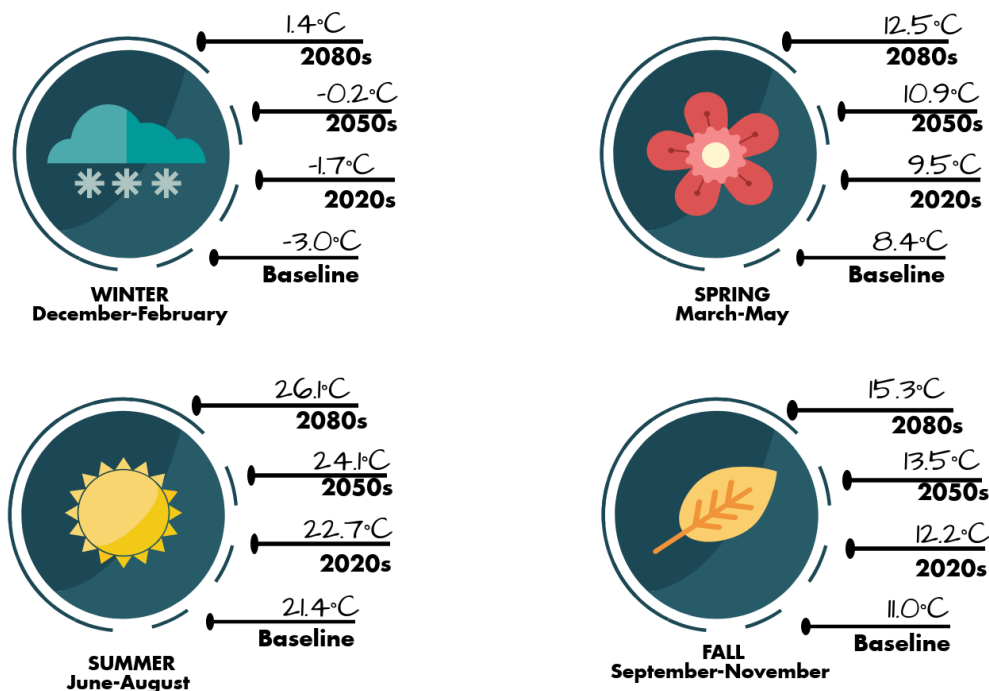 1.4°C
2080s
-0.2°C
2050s
-1.7°C
2020s
-3.0°C
Baseline
WINTER
December-February
12.5°C
2080s
10.9°C
2050s
9.5°C
2020s
8.4°C
Baseline
SPRING
March-May
26.1°C
2080s
24.1°C
2050s
22.7°C
2020s
21.4°C
Baseline
SUMMER
June-August
15.3°C
2080s
13.5°C
2050s
12.2°C
2020s
11.0°C
Baseline
FALL
September-November